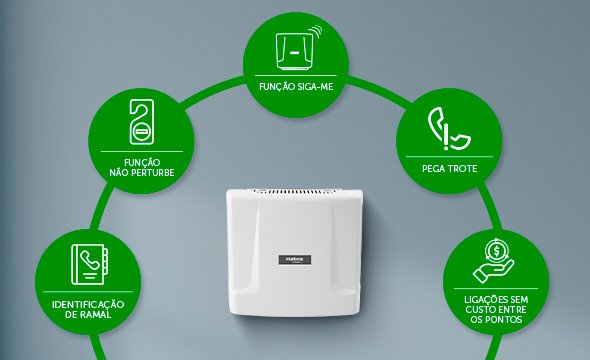 FUNÇÃO SIGA-ME
FUNÇÃO
NÃO PERTURBE
PEGA TROTE
intelbras
IDENTIFICAÇÃO
DE RAMAL
LIGAÇÕES SEM
CUSTO ENTRE
OS PONTOS